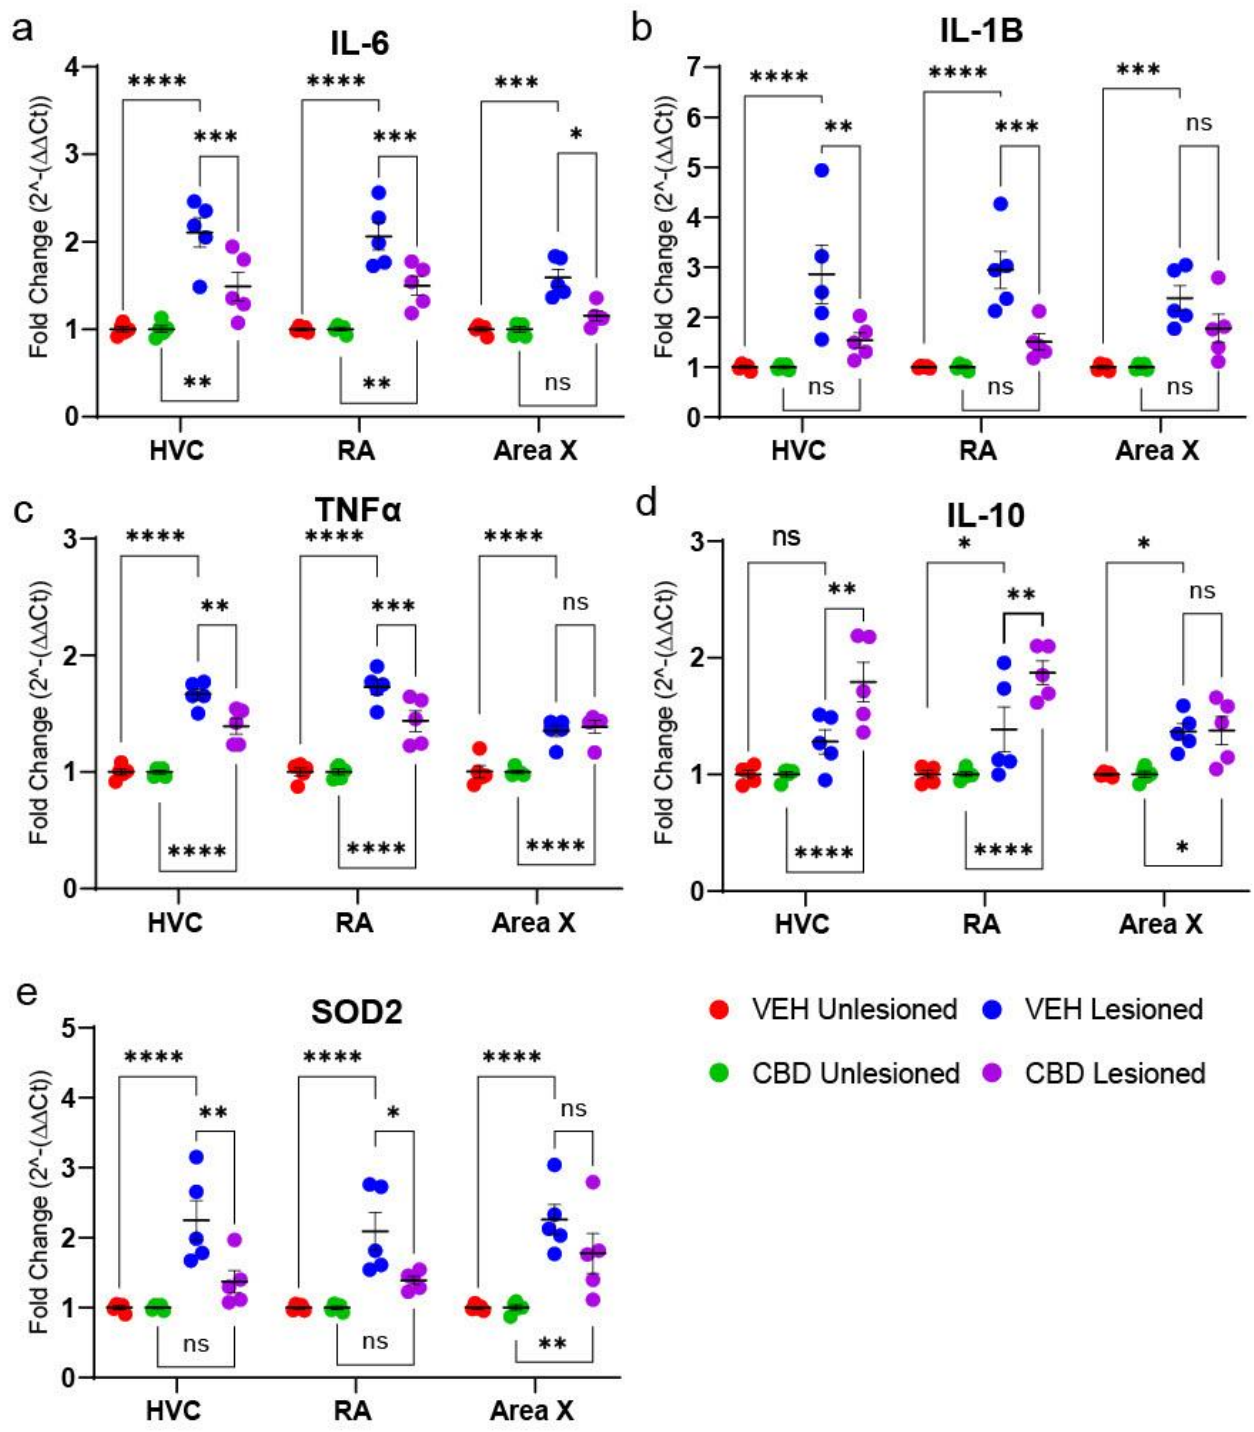 a
IL-6
Fold Change (2^-(ΔΔCt))
4
3
2
1
0
**** **** ***
*** *** *
** ** ns
HVC RA Area X
b
IL-1B
Fold Change (2^-(ΔΔCt))
7
6
5
4
3
2
1
0
**** **** ***
** *** ns
ns ns ns
HVC RA Area X
c
TNFα
Fold Change (2^-(ΔΔCt))
3
2
1
0
**** **** ****
** *** ns
**** **** ****
HVC RA Area X
d
IL-10
Fold Change (2^-(ΔΔCt))
3
2
1
0
ns * *
** ** ns
**** **** *
HVC RA Area X
e
SOD2
Fold Change (2^-(ΔΔCt))
5
4
3
2
1
0
**** **** ****
** * ns
ns ns **
HVC RA Area X
VEH Unlesioned VEH Lesioned
CBD Unlesioned CBD Lesioned